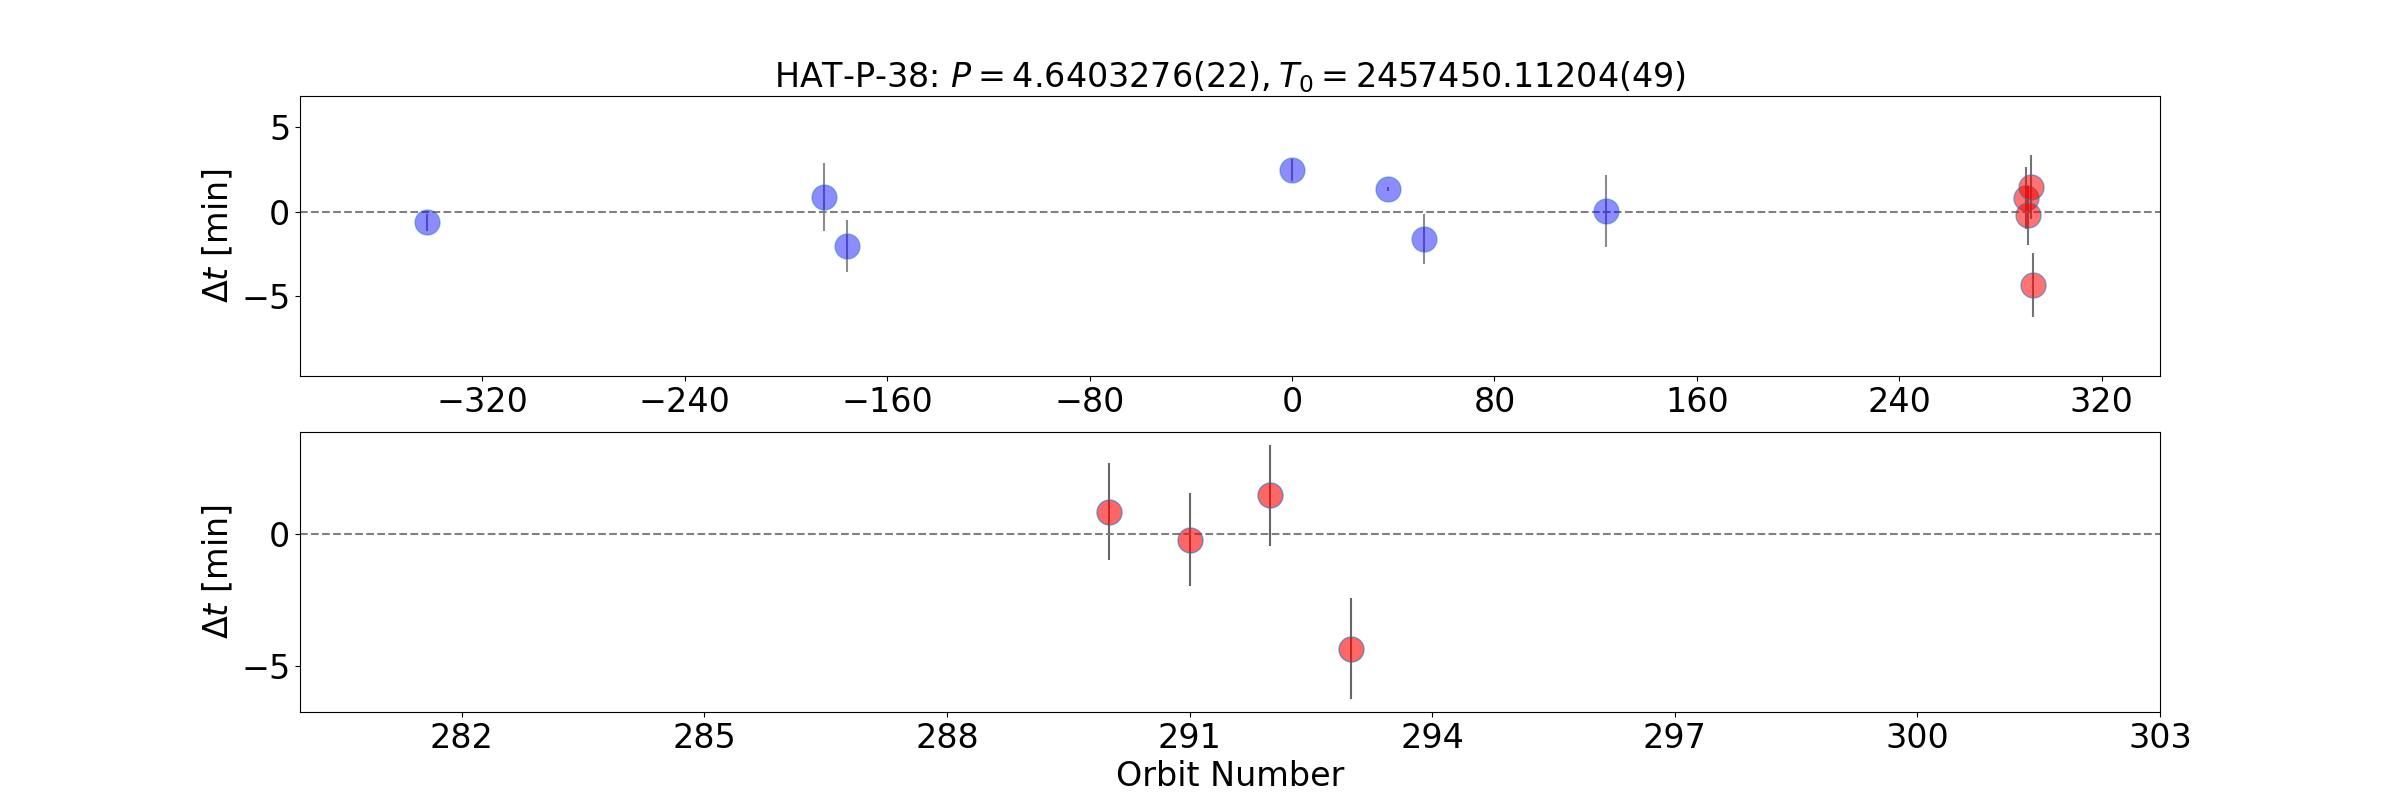 HAT-P-38: P = 4.6403276(22), T₀ = 2457450.11204(49)
Δt [min]
5
0
−5
−320 −240 −160 −80 0 80 160 240 320
Δt [min]
0
−5
282 285 288 291 294 297 300 303
Orbit Number